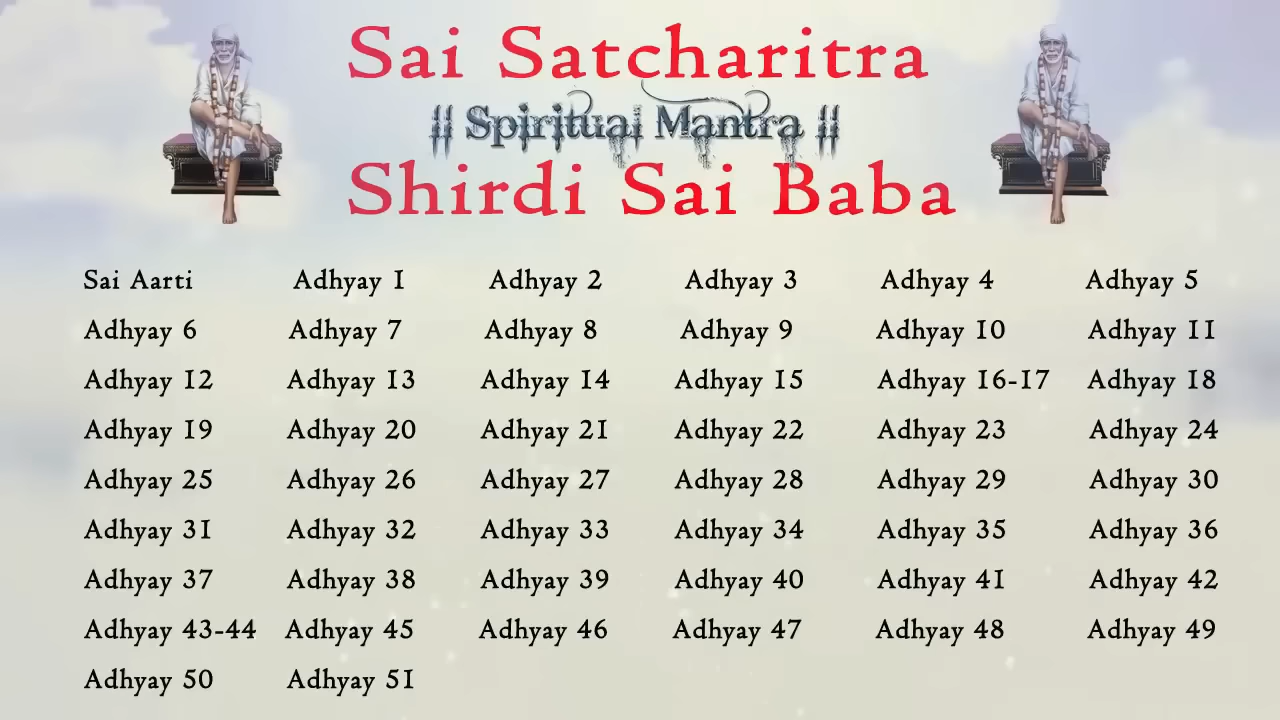 Sai Satcharitra
|| Spiritual Mantra ||
Shirdi Sai Baba
Sai Aarti Adhyay 1 Adhyay 2 Adhyay 3 Adhyay 4 Adhyay 5
Adhyay 6 Adhyay 7 Adhyay 8 Adhyay 9 Adhyay 10 Adhyay 11
Adhyay 12 Adhyay 13 Adhyay 14 Adhyay 15 Adhyay 16-17 Adhyay 18
Adhyay 19 Adhyay 20 Adhyay 21 Adhyay 22 Adhyay 23 Adhyay 24
Adhyay 25 Adhyay 26 Adhyay 27 Adhyay 28 Adhyay 29 Adhyay 30
Adhyay 31 Adhyay 32 Adhyay 33 Adhyay 34 Adhyay 35 Adhyay 36
Adhyay 37 Adhyay 38 Adhyay 39 Adhyay 40 Adhyay 41 Adhyay 42
Adhyay 43-44 Adhyay 45 Adhyay 46 Adhyay 47 Adhyay 48 Adhyay 49
Adhyay 50 Adhyay 51